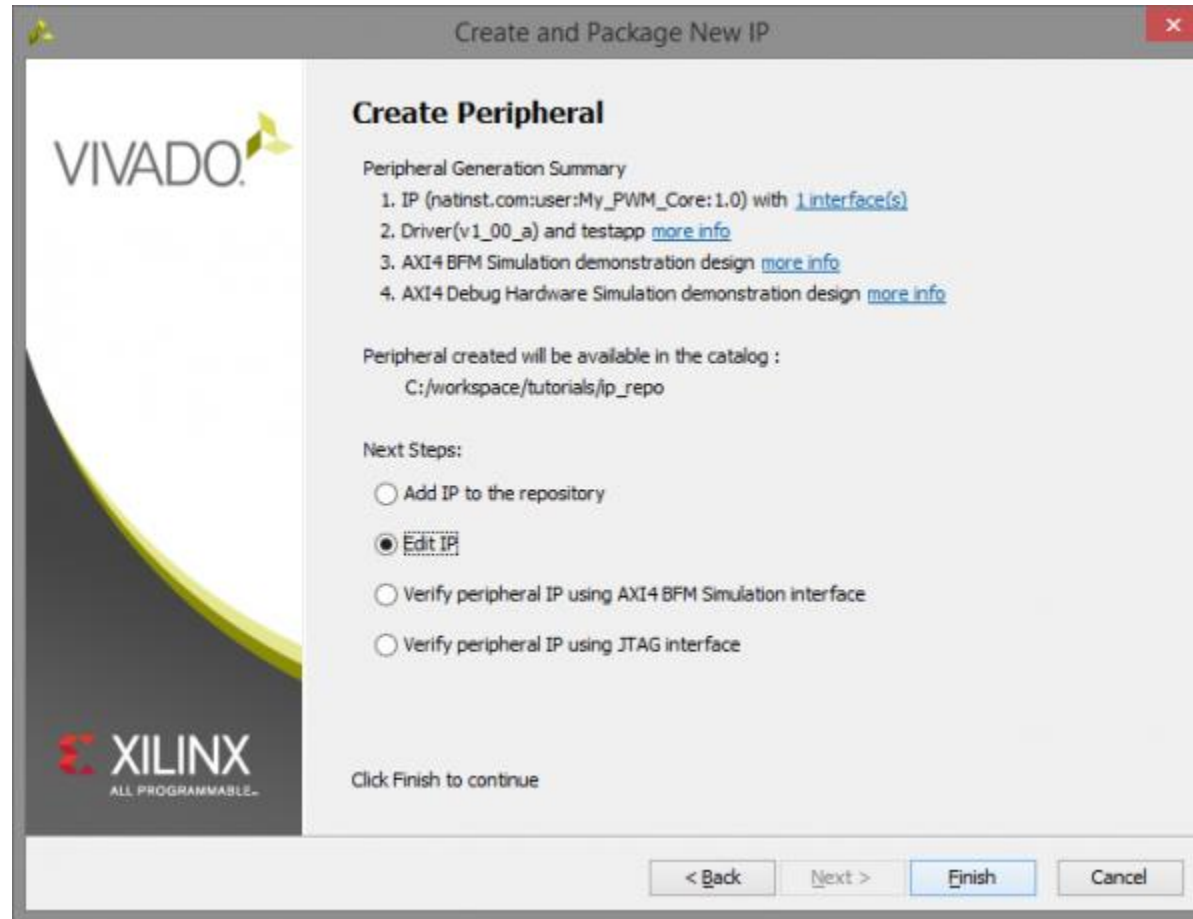 Create and Package New IP
VIVADO.
Create Peripheral
Peripheral Generation Summary
1. IP (natinst.com:user:My_PWM_Core:1.0) with 1 interface(s)
2. Driver(v1_00_a) and testapp more info
3. AXI4 BFM Simulation demonstration design more info
4. AXI4 Debug Hardware Simulation demonstration design more info
Peripheral created will be available in the catalog :
C:/workspace/tutorials/ip_repo
Next Steps:
Add IP to the repository
Edit IP
Verify peripheral IP using AXI4 BFM Simulation interface
Verify peripheral IP using JTAG interface
XILINX
ALL PROGRAMMABLE™
Click Finish to continue
< Back Next > Finish Cancel